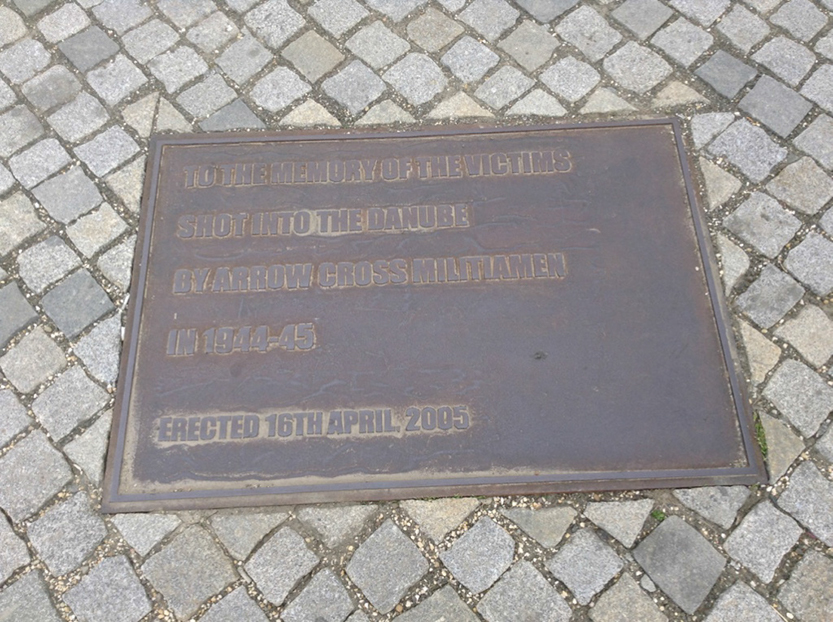 TO THE MEMORY OF THE VICTIMS
SHOT INTO THE DANUBE
BY ARROW CROSS MILITIAMEN
IN 1944-45
ERECTED 16TH APRIL, 2005